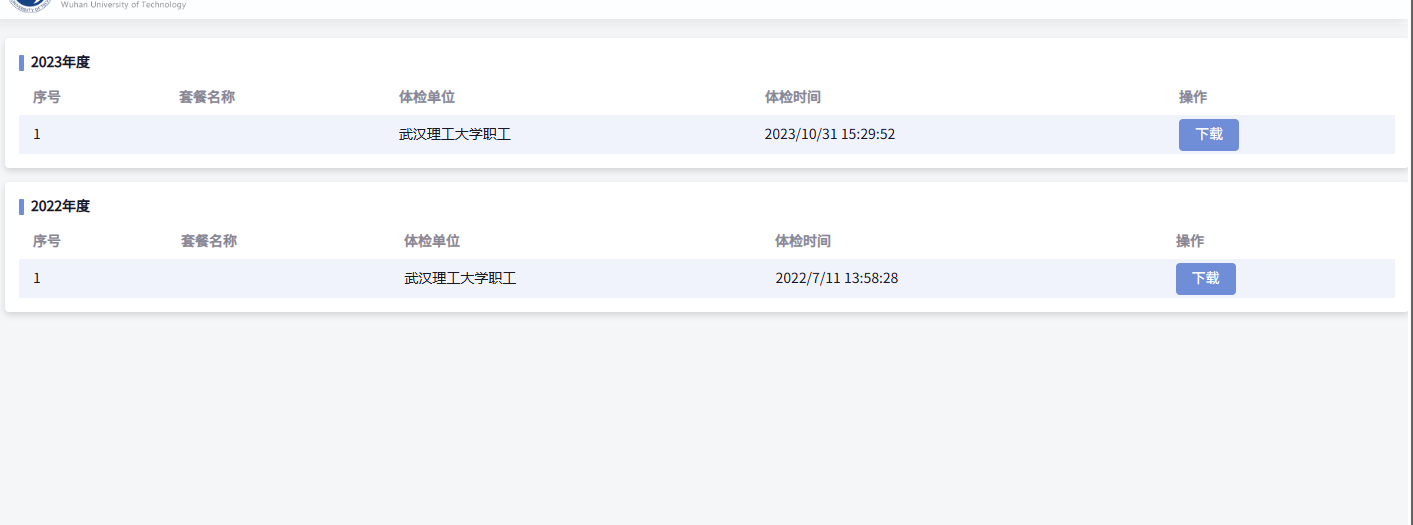 Wuhan University of Technology
2023年度
序号 套餐名称 体检单位 体检时间 操作
1 武汉理工大学职工 2023/10/31 15:29:52 下载
2022年度
序号 套餐名称 体检单位 体检时间 操作
1 武汉理工大学职工 2022/7/11 13:58:28 下载